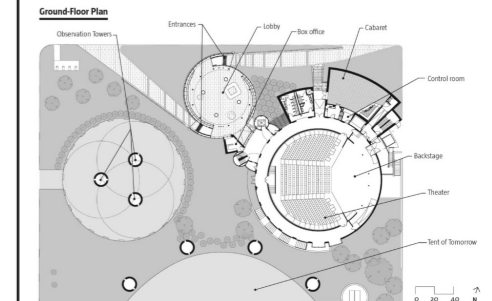 Ground-Floor Plan
Entrances
Lobby
Cabaret
Observation Towers
Box office
Control room
Backstage
Theater
Tent of Tomorrow
0 20 40 N